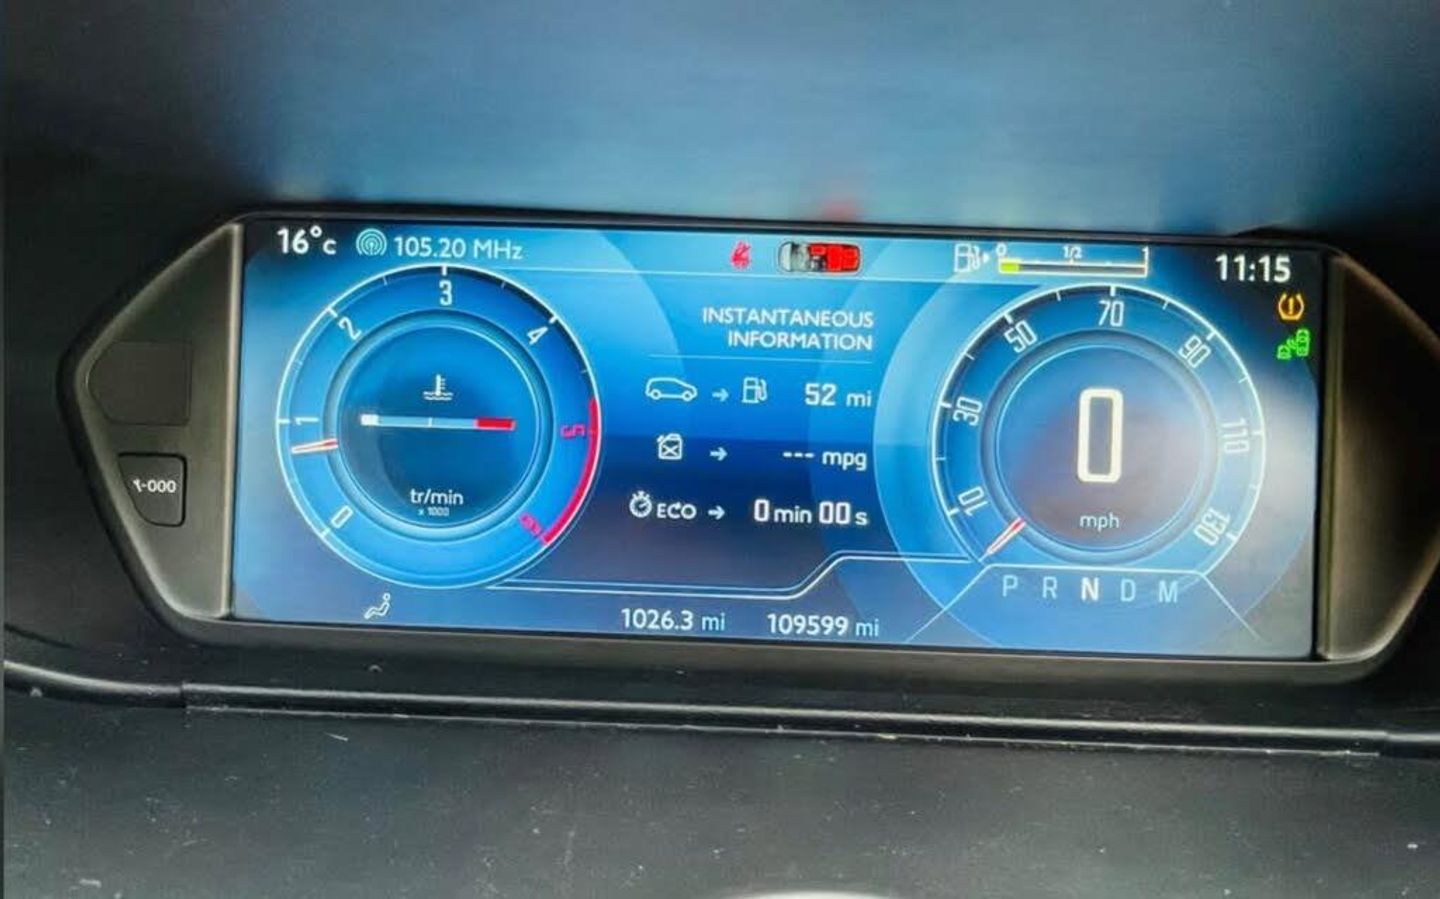 16°c 105.20 MHz
0 1/2 1
11:15
INSTANTANEOUS
INFORMATION
52 mi
--- mpg
ECO 0 min 00 s
0 1 2 3 4 5 6
tr/min
x 1000
10 30 50 70 90 110 130
0
mph
P R N D M
1026.3 mi 109599 mi
-000